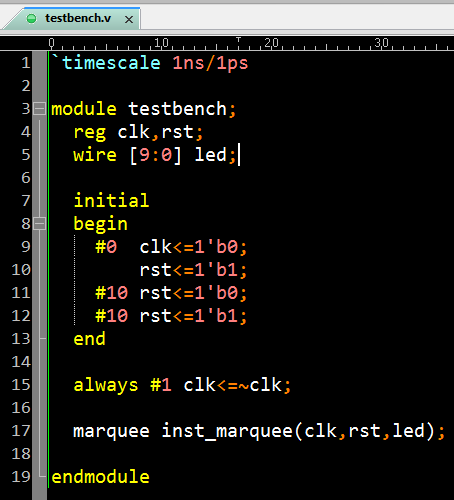 testbench.v ×
0 10 20 30
1 `timescale 1ns/1ps
2
3 module testbench;
4 reg clk,rst;
5 wire [9:0] led;
6
7 initial
8 begin
9 #0  clk<=1'b0;
10 rst<=1'b1;
11 #10 rst<=1'b0;
12 #10 rst<=1'b1;
13 end
14
15 always #1 clk<=~clk;
16
17 marquee inst_marquee(clk,rst,led);
18
19 endmodule